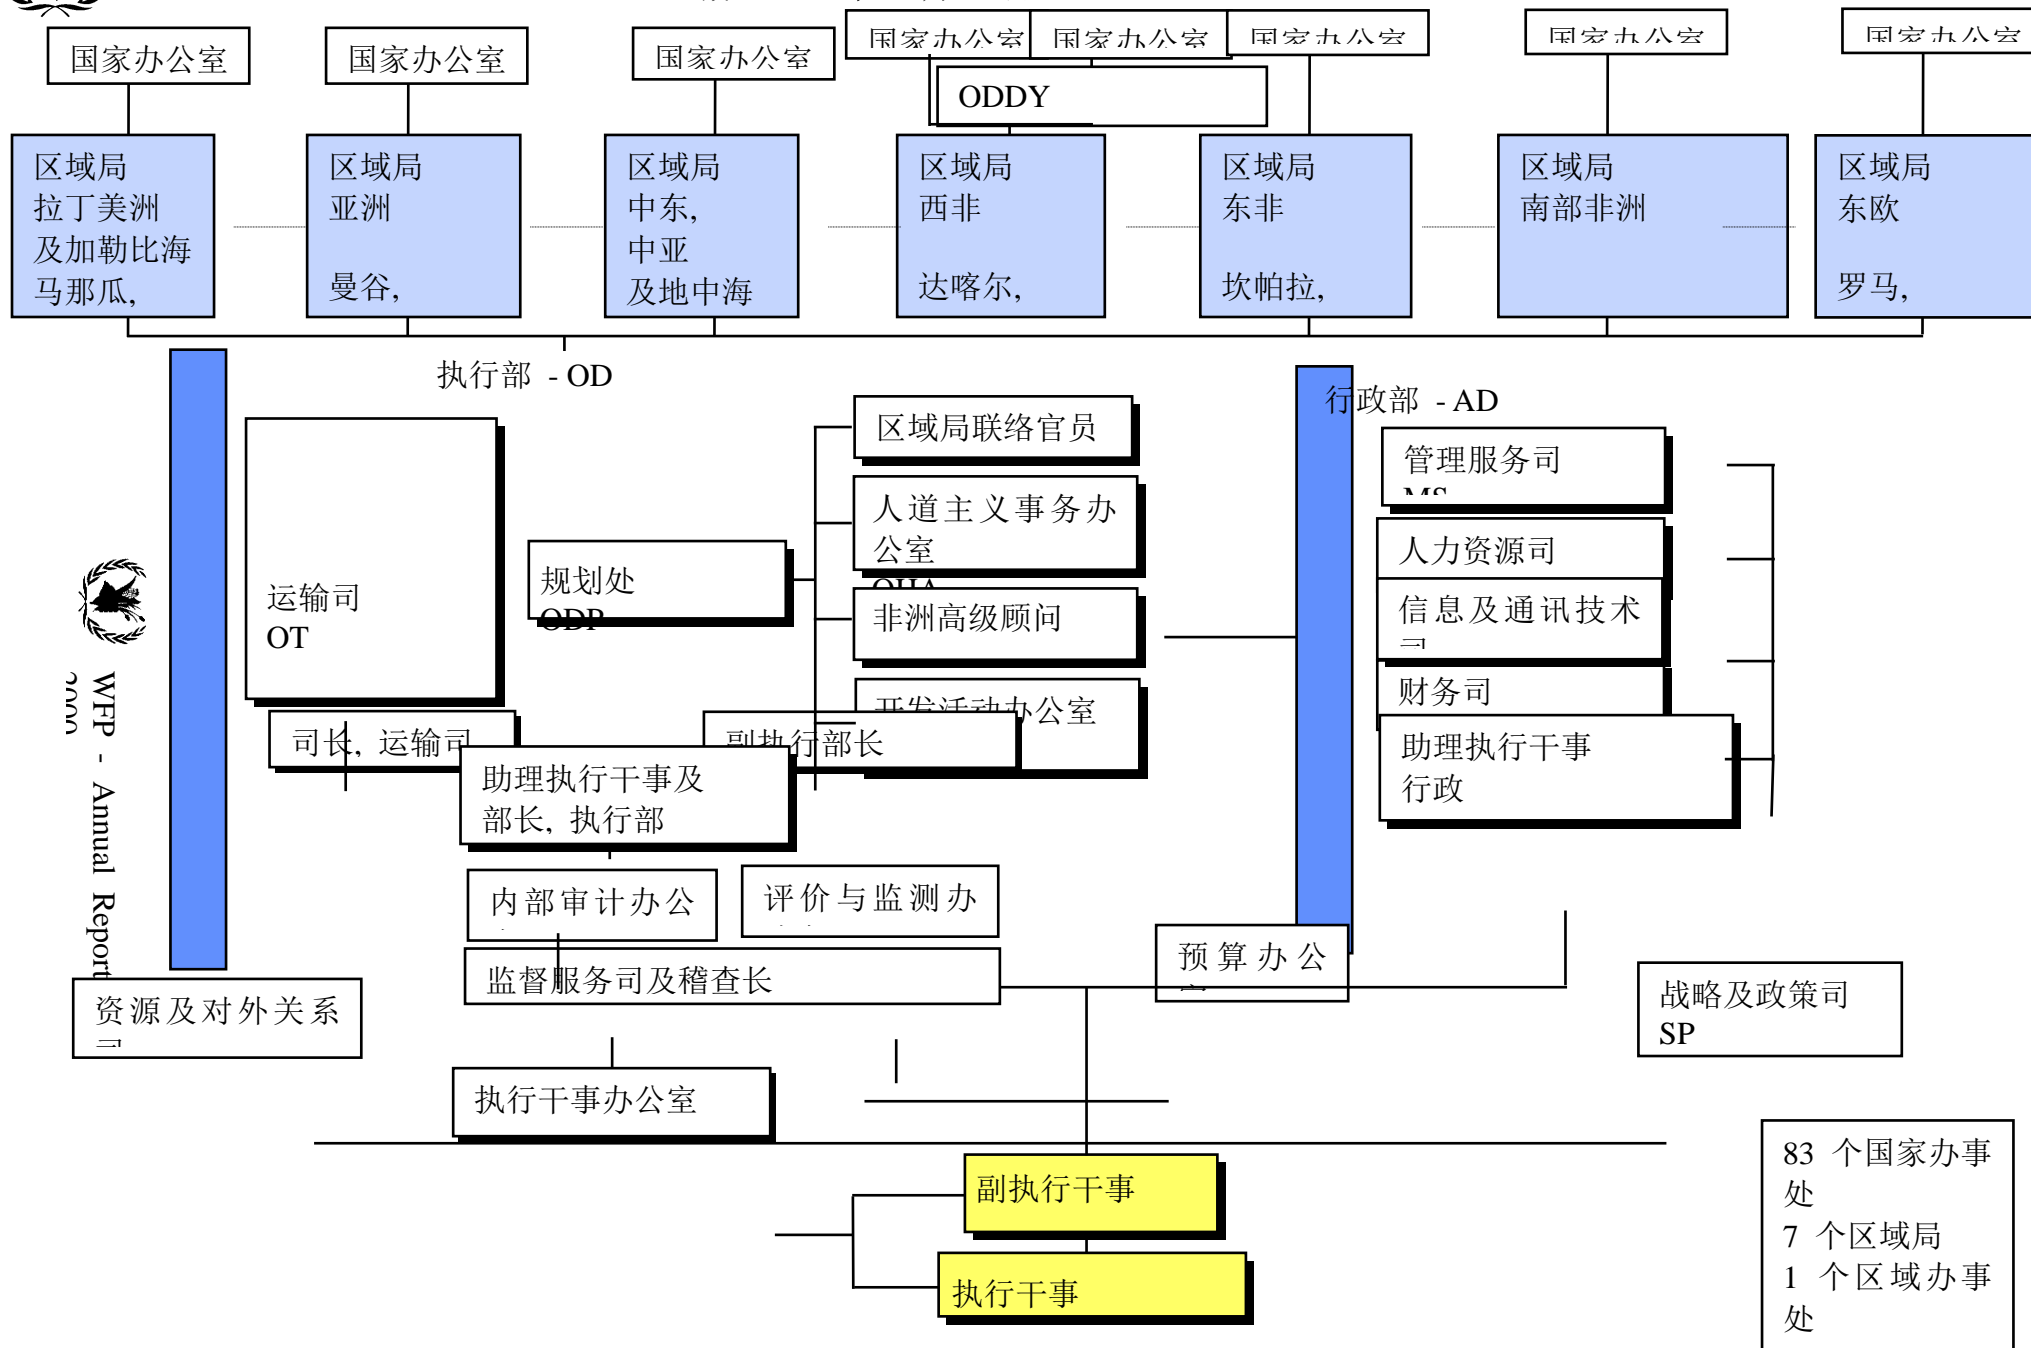 国家办公室
国家办公室
国家办公室
国家办公室
国家办公室
国家办公室
国家办公室
国家办公室
ODDY
区域局
拉丁美洲
及加勒比海
马那瓜,
区域局
亚洲
曼谷,
区域局
中东,
中亚
及地中海
区域局
西非
达喀尔,
区域局
东非
坎帕拉,
区域局
南部非洲
区域局
东欧
罗马,
执行部 - OD
行政部 - AD
运输司
OT
规划处
ODP
区域局联络官员
人道主义事务办
公室
OHA
非洲高级顾问
开发活动办公室
管理服务司
MS
人力资源司
信息及通讯技术
司
财务司
助理执行干事
行政
司长, 运输司
副执行部长
助理执行干事及
部长, 执行部
内部审计办公
评价与监测办
监督服务司及稽查长
预算办公
资源及对外关系
司
战略及政策司
SP
执行干事办公室
副执行干事
执行干事
83 个国家办事
处
7 个区域局
1 个区域办事
处
WFP - Annual Report
2000